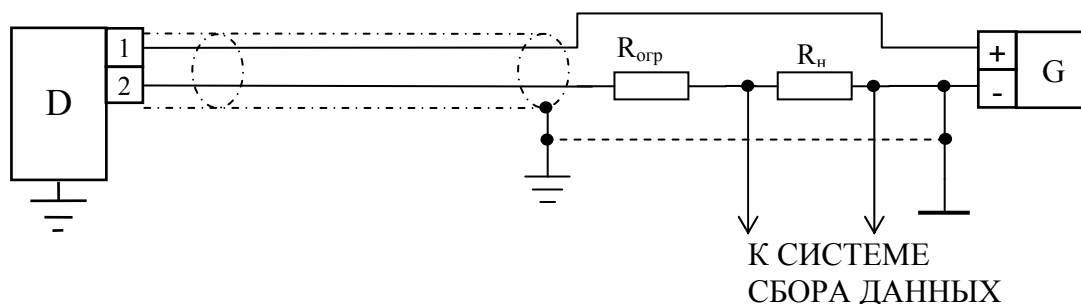 D
1
2
Rогр
Rн
+
-
G
К СИСТЕМЕ
СБОРА ДАННЫХ